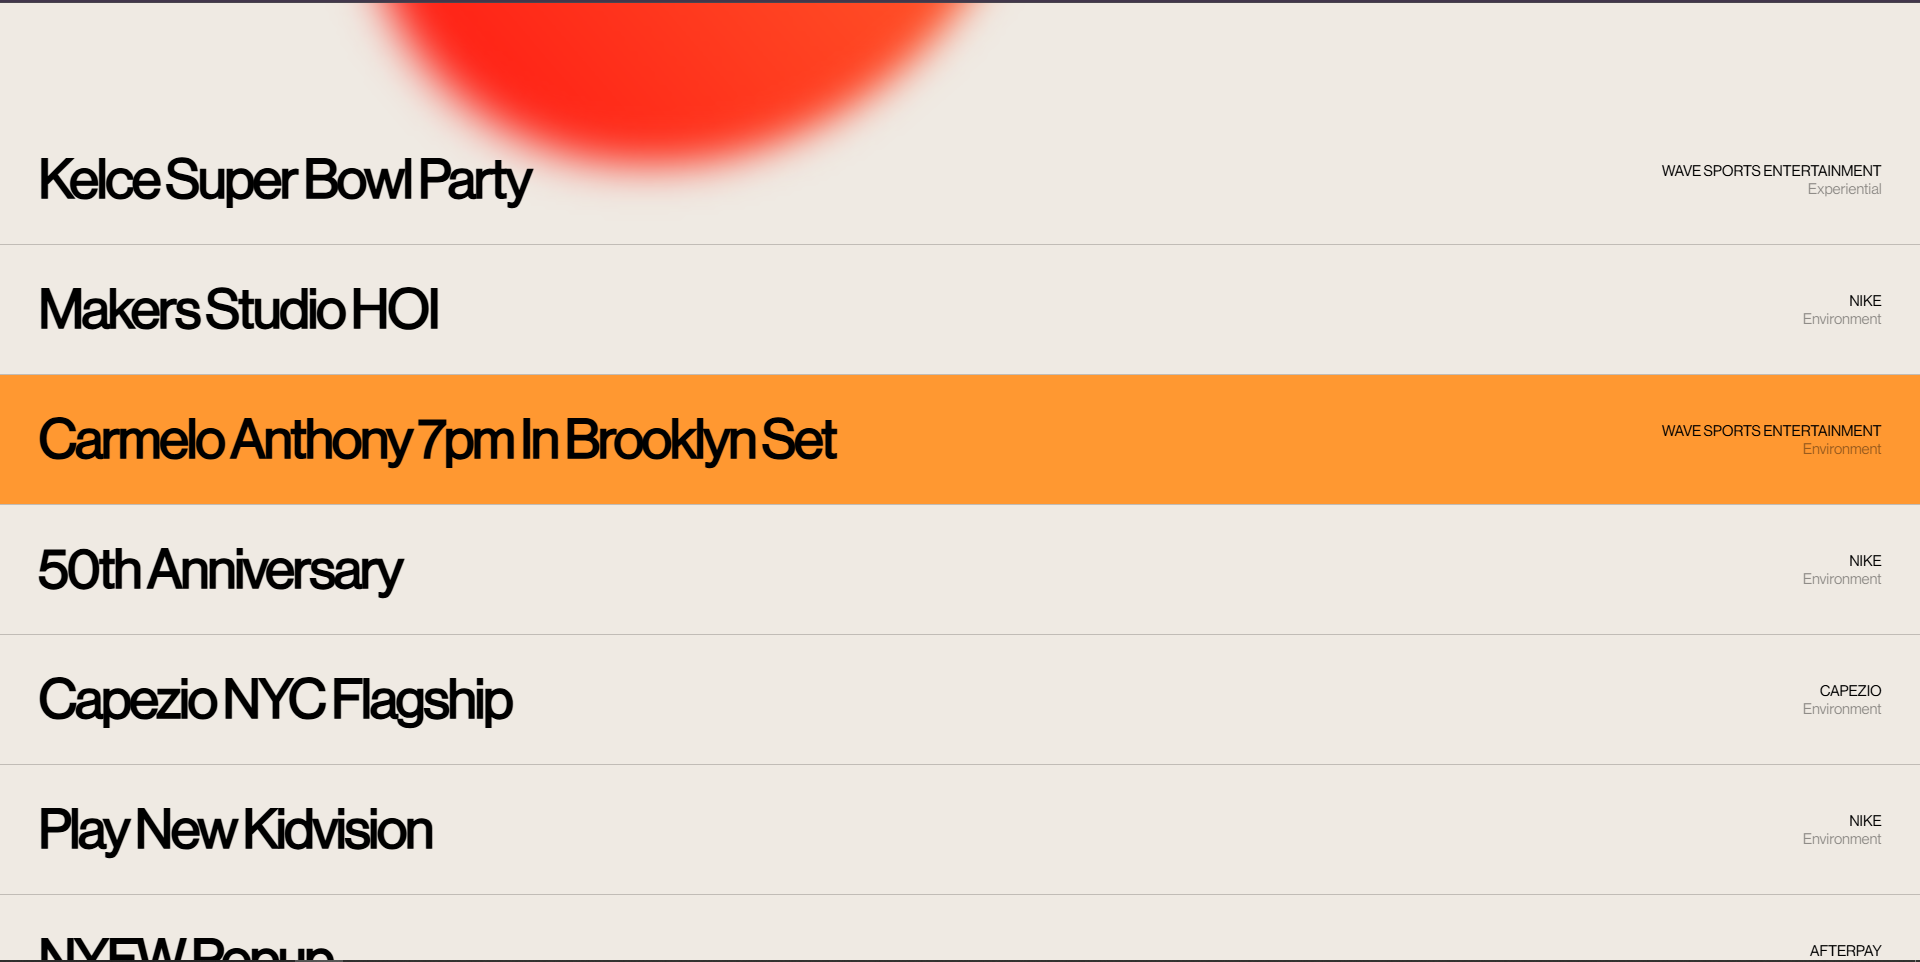 Kelce Super Bowl Party
WAVE SPORTS ENTERTAINMENT
Experiential
Makers Studio HOI
NIKE
Environment
Carmelo Anthony 7pm In Brooklyn Set
WAVE SPORTS ENTERTAINMENT
Environment
50th Anniversary
NIKE
Environment
Capezio NYC Flagship
CAPEZIO
Environment
Play New Kidvision
NIKE
Environment
NYFW Popup
AFTERPAY